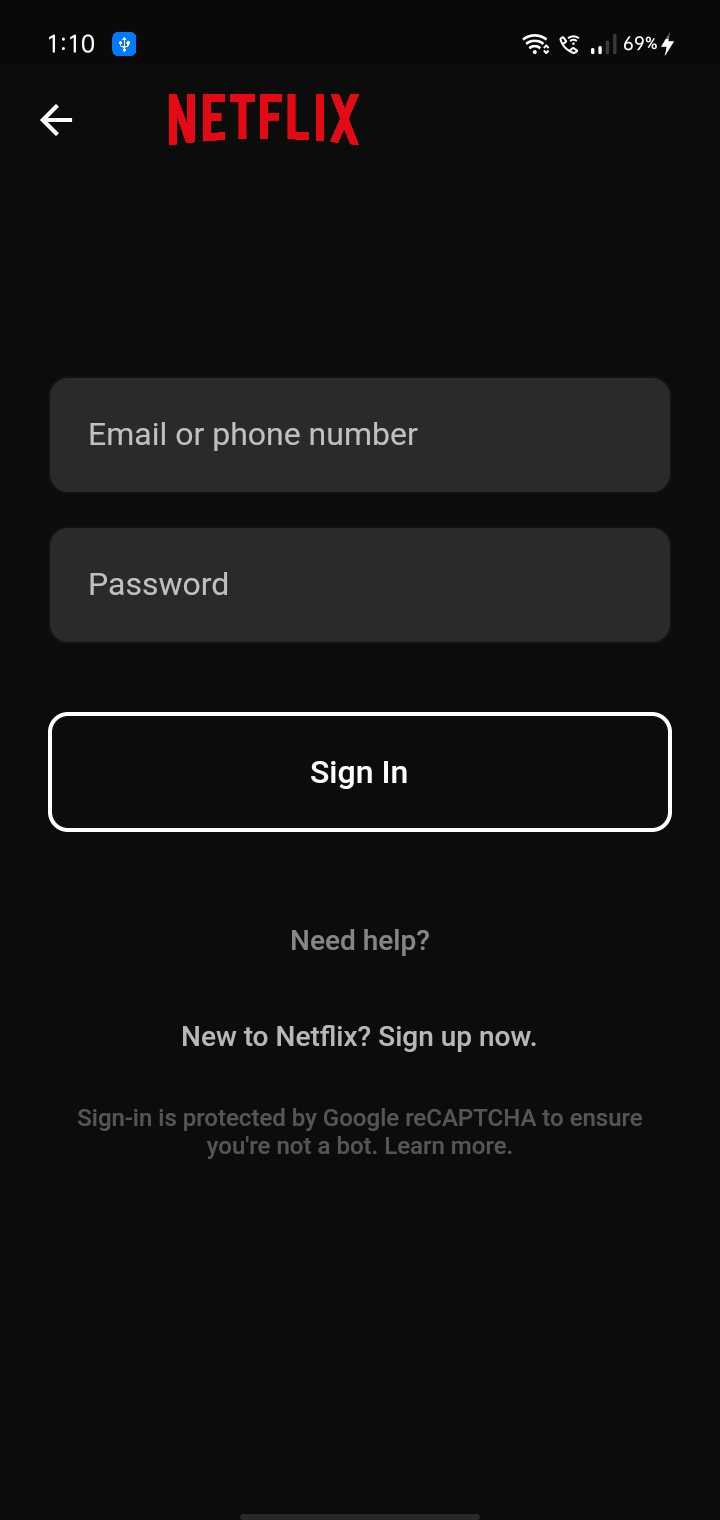 1:10
69%
NETFLIX
Email or phone number
Password
Sign In
Need help?
New to Netflix? Sign up now.
Sign-in is protected by Google reCAPTCHA to ensure
you're not a bot. Learn more.